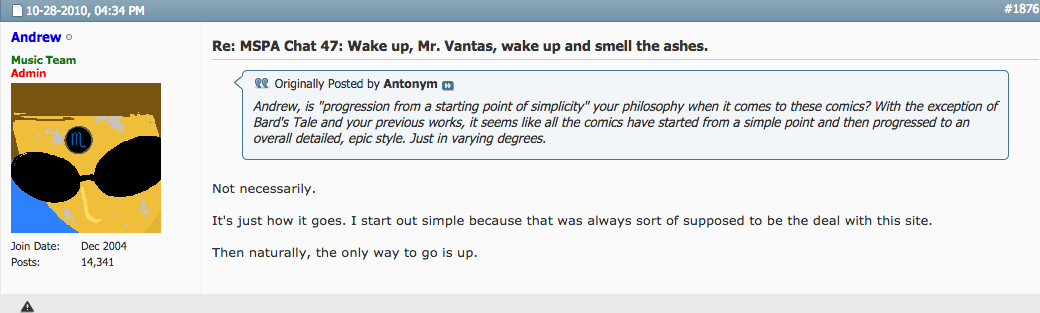 10-28-2010, 04:34 PM
#1876
Andrew
Music Team
Admin
Join Date: Dec 2004
Posts: 14,341
Re: MSPA Chat 47: Wake up, Mr. Vantas, wake up and smell the ashes.
Originally Posted by Antonym
Andrew, is "progression from a starting point of simplicity" your philosophy when it comes to these comics? With the exception of
Bard's Tale and your previous works, it seems like all the comics have started from a simple point and then progressed to an
overall detailed, epic style. Just in varying degrees.
Not necessarily.
It's just how it goes. I start out simple because that was always sort of supposed to be the deal with this site.
Then naturally, the only way to go is up.